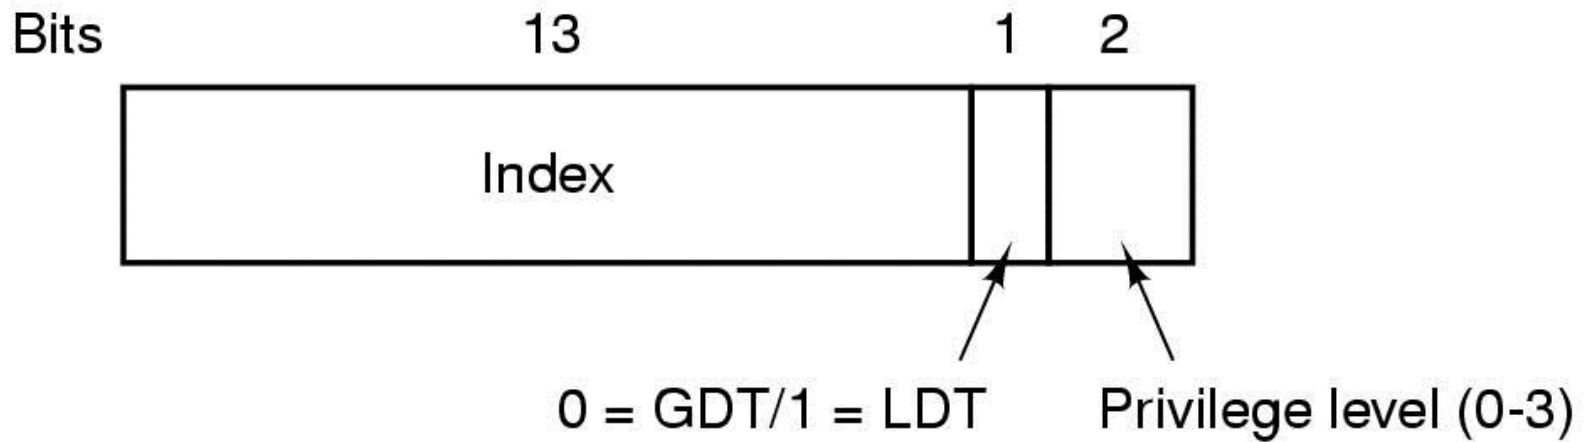 Bits 13 1 2
Index
0 = GDT/1 = LDT Privilege level (0-3)